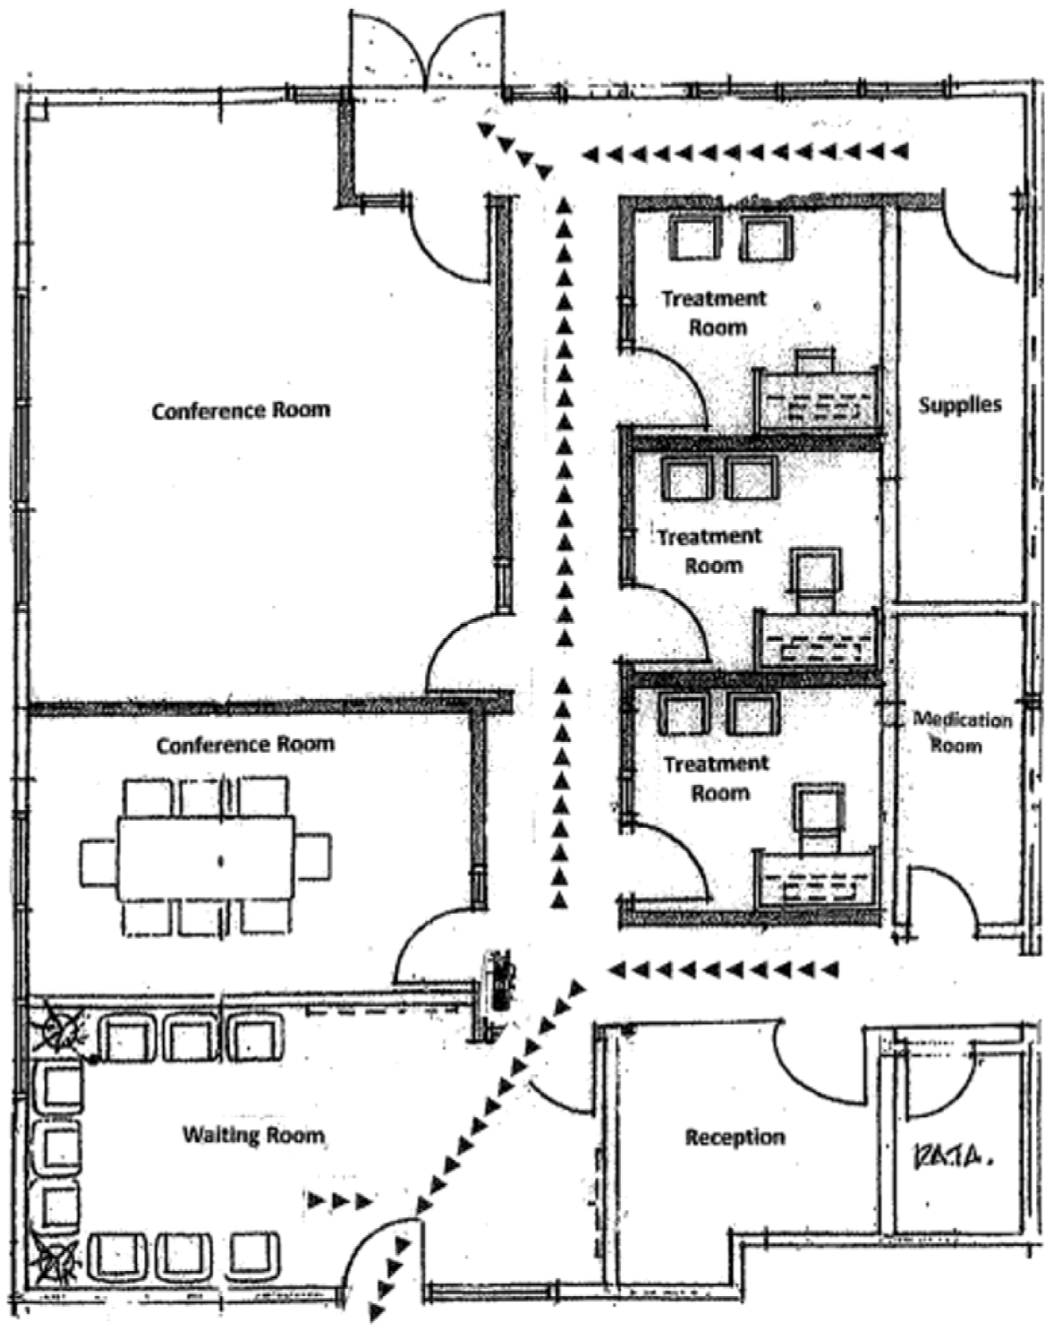 Treatment
Room
Conference Room
Supplies
Treatment
Room
Medication
Room
Conference Room
Treatment
Room
Waiting Room
Reception
DATA.